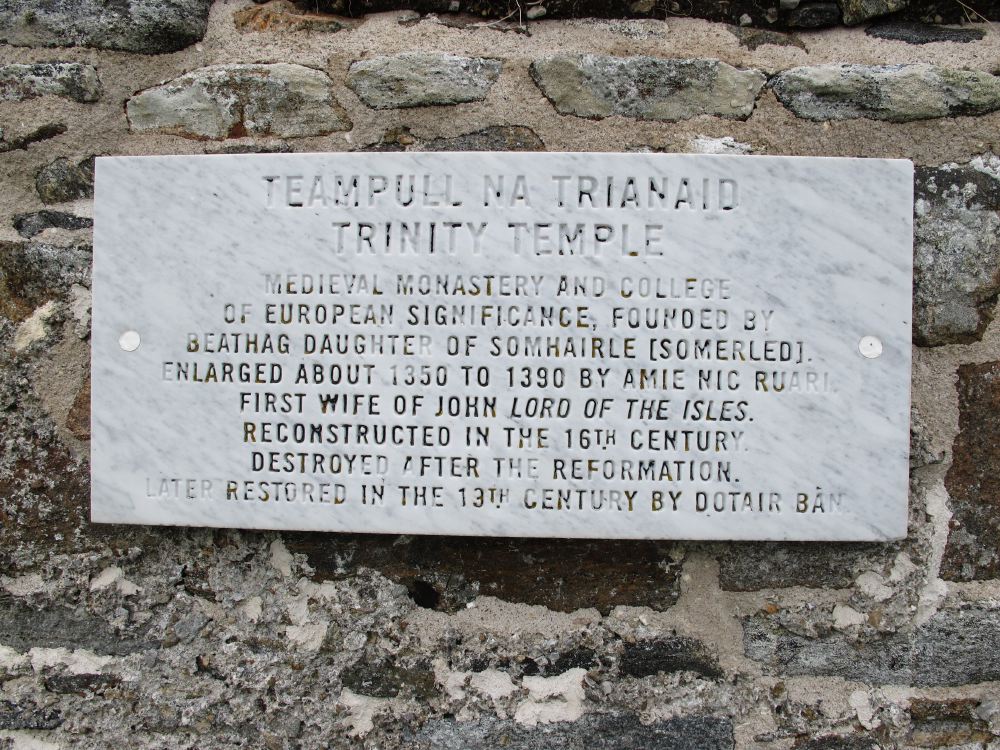 TEAMPULL NA TRIANAID
TRINITY TEMPLE
MEDIEVAL MONASTERY AND COLLEGE
OF EUROPEAN SIGNIFICANCE, FOUNDED BY
BEATHAG DAUGHTER OF SOMHAIRLE [SOMERLED].
ENLARGED ABOUT 1350 TO 1390 BY AMIE NIC RUARI,
FIRST WIFE OF JOHN LORD OF THE ISLES.
RECONSTRUCTED IN THE 16TH CENTURY.
DESTROYED AFTER THE REFORMATION.
LATER RESTORED IN THE 13TH CENTURY BY DOTAIR BÀN.